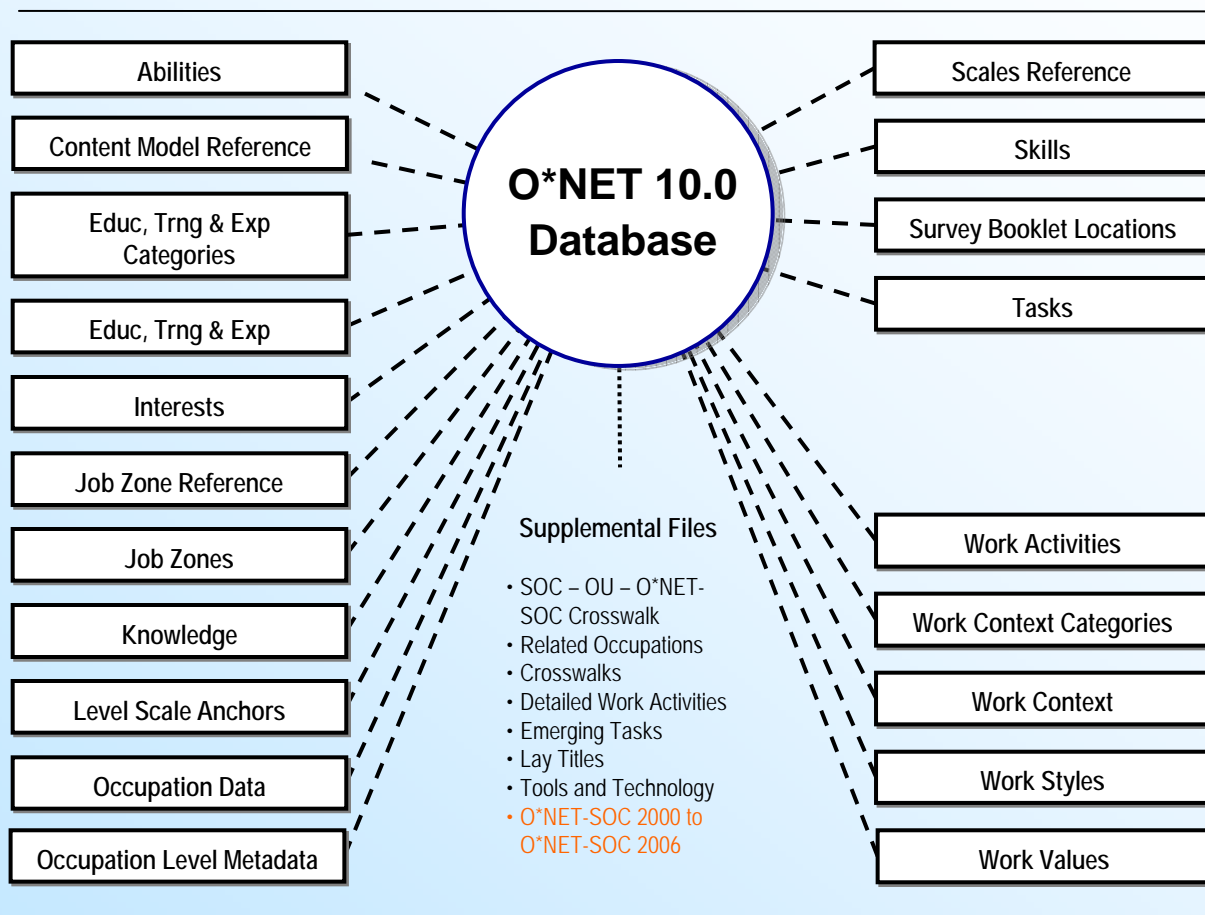 Abilities
Content Model Reference
Educ, Trng & Exp
Categories
Educ, Trng & Exp
Interests
Job Zone Reference
Job Zones
Knowledge
Level Scale Anchors
Occupation Data
Occupation Level Metadata
O*NET 10.0
Database
Supplemental Files
• SOC – OU – O*NET-
SOC Crosswalk
• Related Occupations
• Crosswalks
• Detailed Work Activities
• Emerging Tasks
• Lay Titles
• Tools and Technology
• O*NET-SOC 2000 to
O*NET-SOC 2006
Scales Reference
Skills
Survey Booklet Locations
Tasks
Work Activities
Work Context Categories
Work Context
Work Styles
Work Values